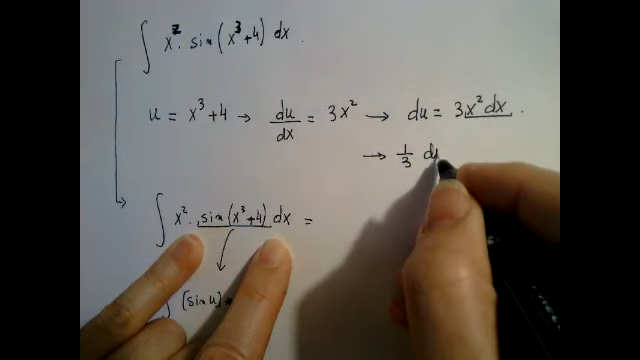 ∫ x². sin(x³+4) dx.
u = x³+4 → du/dx = 3x² → du = 3x²dx.
→ 1/3 du
∫ x². sin(x³+4) dx =
∫ [sin u].